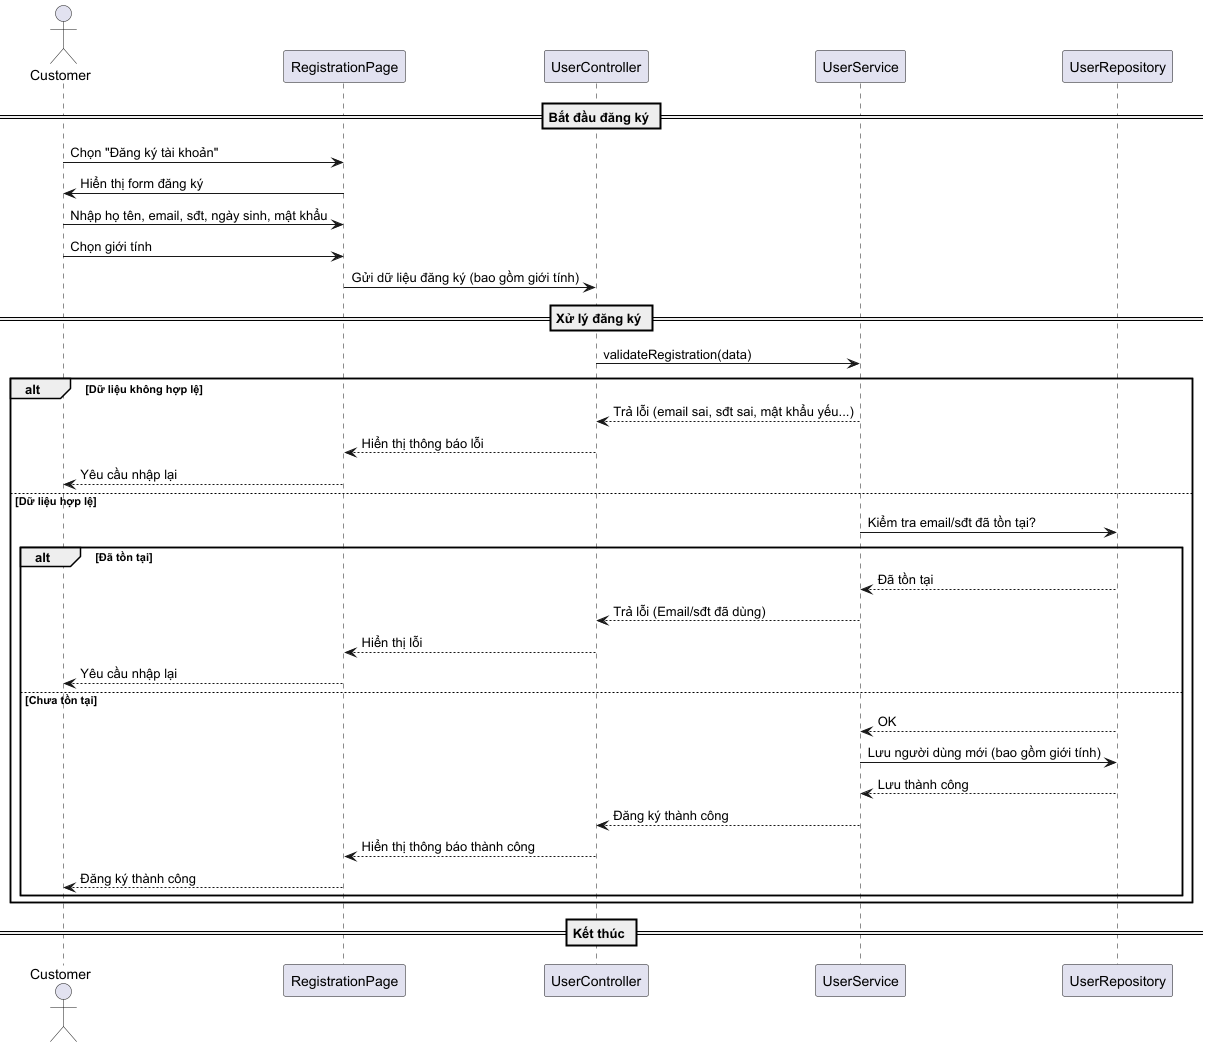 Customer
RegistrationPage
UserController
UserService
UserRepository
Bắt đầu đăng ký
Chọn "Đăng ký tài khoản"
Hiển thị form đăng ký
Nhập họ tên, email, sđt, ngày sinh, mật khẩu
Chọn giới tính
Gửi dữ liệu đăng ký (bao gồm giới tính)
Xử lý đăng ký
validateRegistration(data)
alt [Dữ liệu không hợp lệ]
Trả lỗi (email sai, sđt sai, mật khẩu yếu...)
Hiển thị thông báo lỗi
Yêu cầu nhập lại
[Dữ liệu hợp lệ]
Kiểm tra email/sđt đã tồn tại?
alt [Đã tồn tại]
Đã tồn tại
Trả lỗi (Email/sđt đã dùng)
Hiển thị lỗi
Yêu cầu nhập lại
[Chưa tồn tại]
OK
Lưu người dùng mới (bao gồm giới tính)
Lưu thành công
Đăng ký thành công
Hiển thị thông báo thành công
Đăng ký thành công
Kết thúc
Customer
RegistrationPage
UserController
UserService
UserRepository